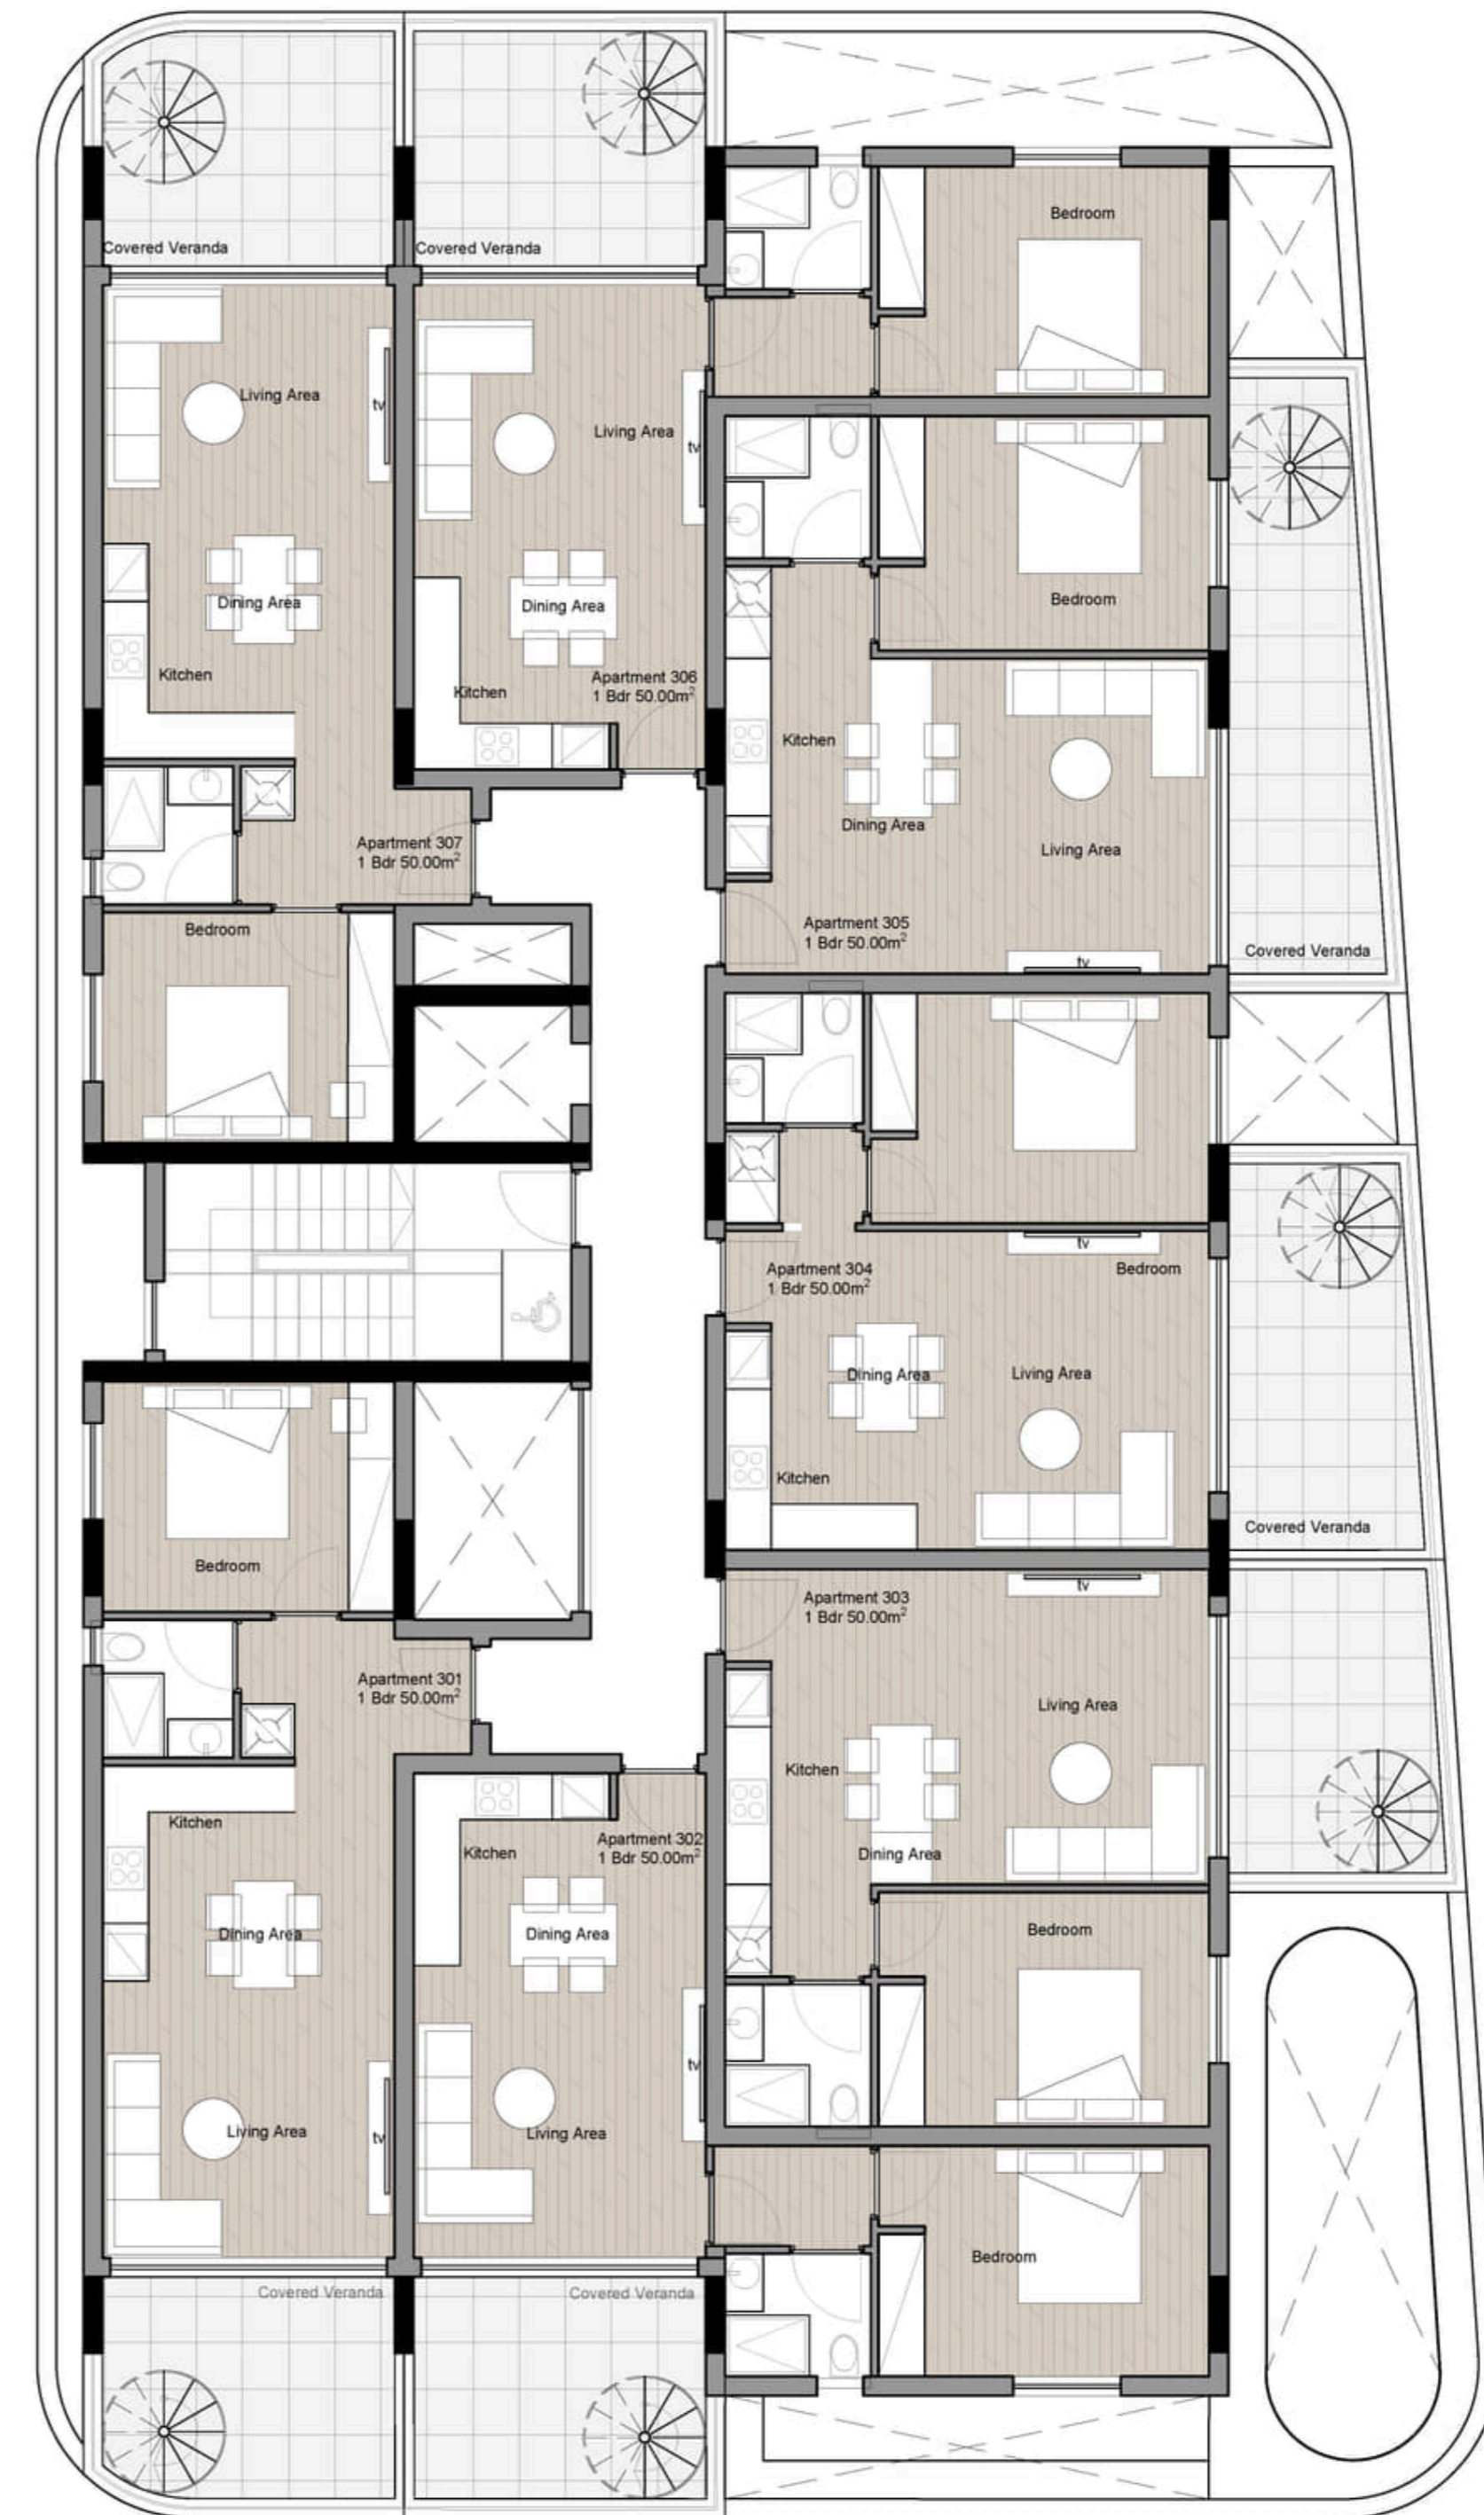 Bedroom
Covered Veranda
Covered Veranda
Living Area
tv
Living Area
tv
Dining Area
Dining Area
Bedroom
Kitchen
Kitchen
Apartment 306
1 Bdr 50.00m²
Kitchen
Dining Area
Living Area
Apartment 307
1 Bdr 50.00m²
Bedroom
Apartment 305
1 Bdr 50.00m²
tv
Covered Veranda
tv
Apartment 304
1 Bdr 50.00m²
Bedroom
Dining Area
Living Area
Kitchen
Covered Veranda
Bedroom
tv
Apartment 303
1 Bdr 50.00m²
Apartment 301
1 Bdr 50.00m²
Living Area
Kitchen
Kitchen
Apartment 302
1 Bdr 50.00m²
Kitchen
Dining Area
Dining Area
Dining Area
Bedroom
tv
Living Area
tv
Living Area
Bedroom
Covered Veranda
Covered Veranda